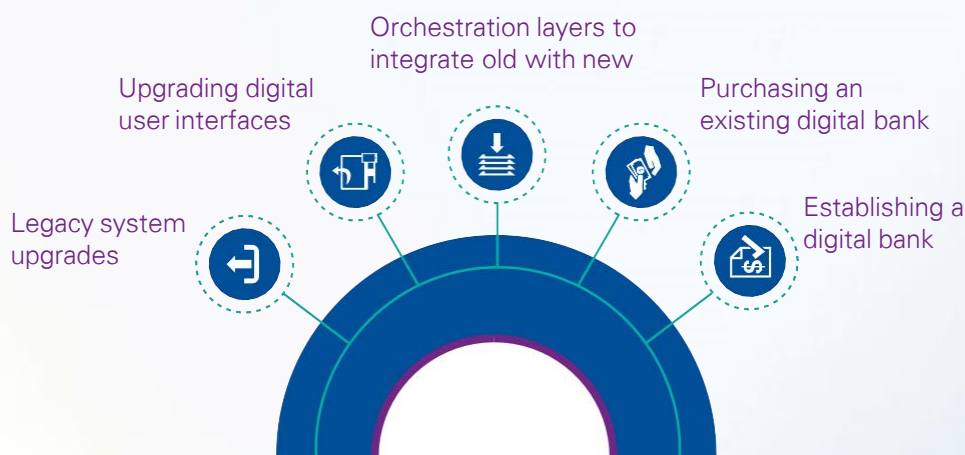 Legacy system
upgrades
Upgrading digital
user interfaces
Orchestration layers to
integrate old with new
Purchasing an
existing digital bank
Establishing a
digital bank
$